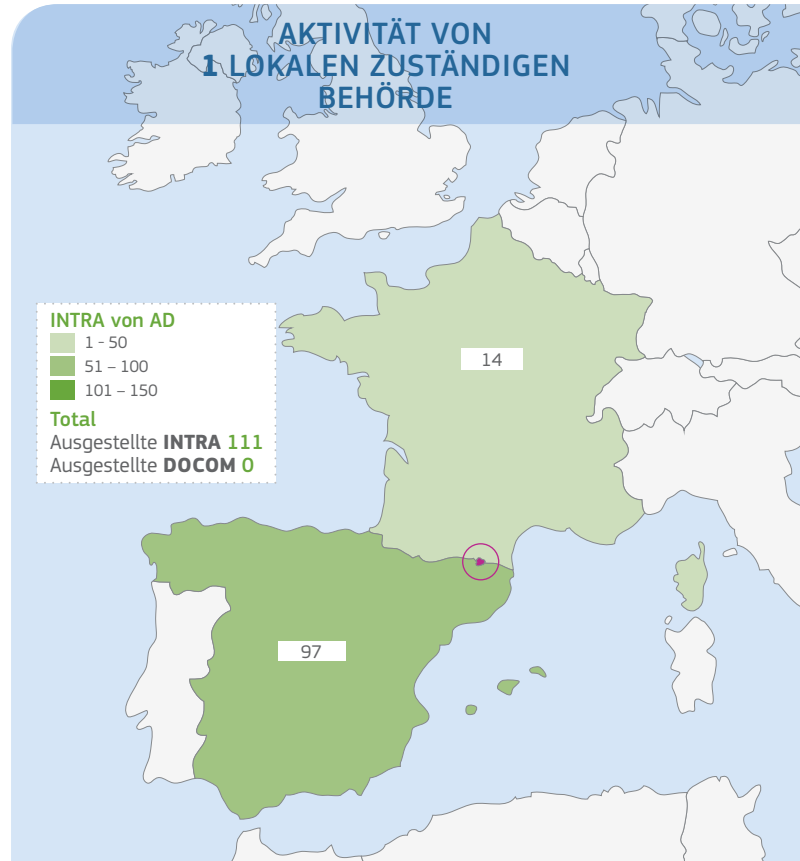 AKTIVITÄT VON
1 LOKALEN ZUSTÄNDIGEN
BEHÖRDE
INTRA von AD
1 - 50
51 – 100
101 – 150
Total
Ausgestellte INTRA 111
Ausgestellte DOCOM 0
14
97